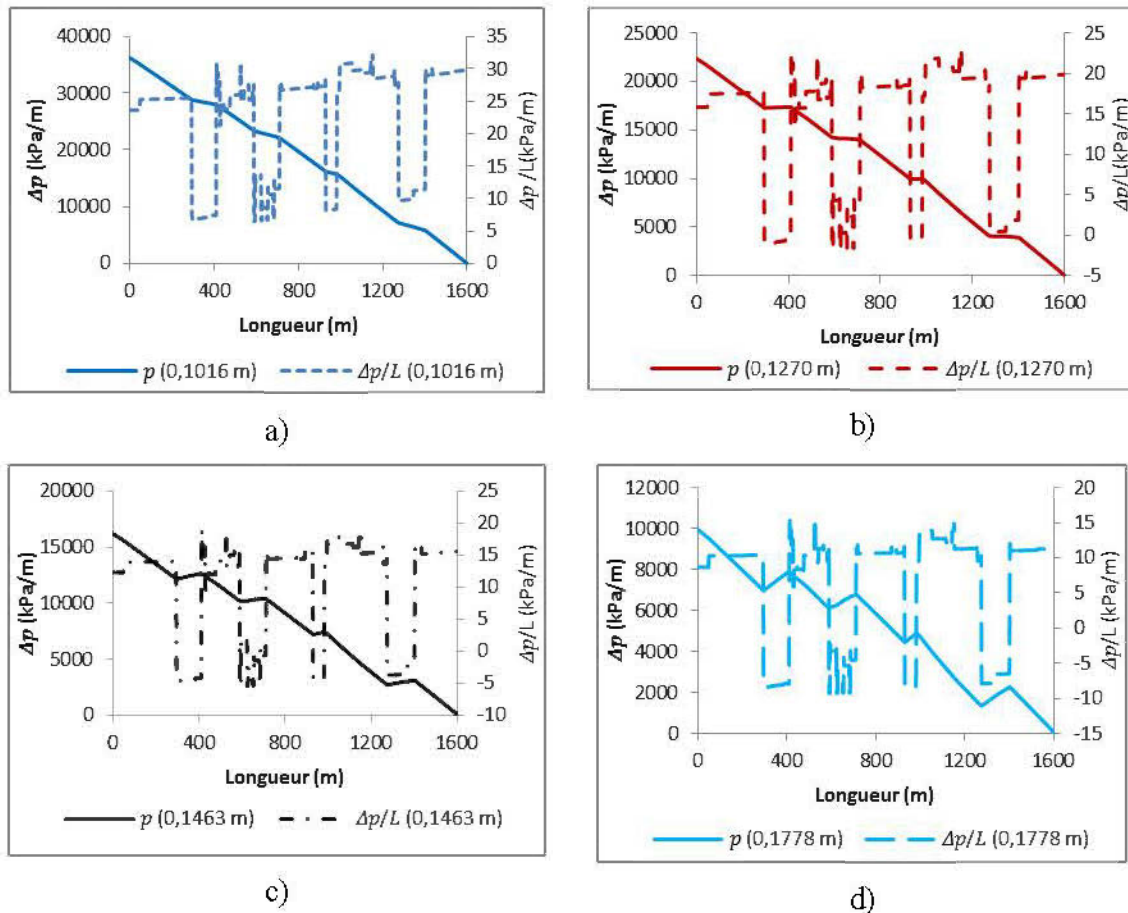 40000
30000
20000
10000
0
Δp (kPa/m)
35
30
25
20
15
10
5
0
Δp /L(kPa/m)
0 400 800 1200 1600
Longueur (m)
p (0,1016 m) Δp/L (0,1016 m)
a)
25000
20000
15000
10000
5000
0
Δp (kPa/m)
25
20
15
10
5
0
-5
Δp/L (kPa/m)
0 400 800 1200 1600
Longueur (m)
p (0,1270 m) Δp/L (0,1270 m)
b)
20000
15000
10000
5000
0
Δp (kPa/m)
25
20
15
10
5
0
-5
-10
Δp/L (kPa/m)
0 400 800 1200 1600
Longueur (m)
p (0,1463 m) Δp/L (0,1463 m)
c)
12000
10000
8000
6000
4000
2000
0
Δp (kPa/m)
20
15
10
5
0
-5
-10
-15
Δp/L (kPa/m)
0 400 800 1200 1600
Longueur (m)
p (0,1778 m) Δp/L (0,1778 m)
d)